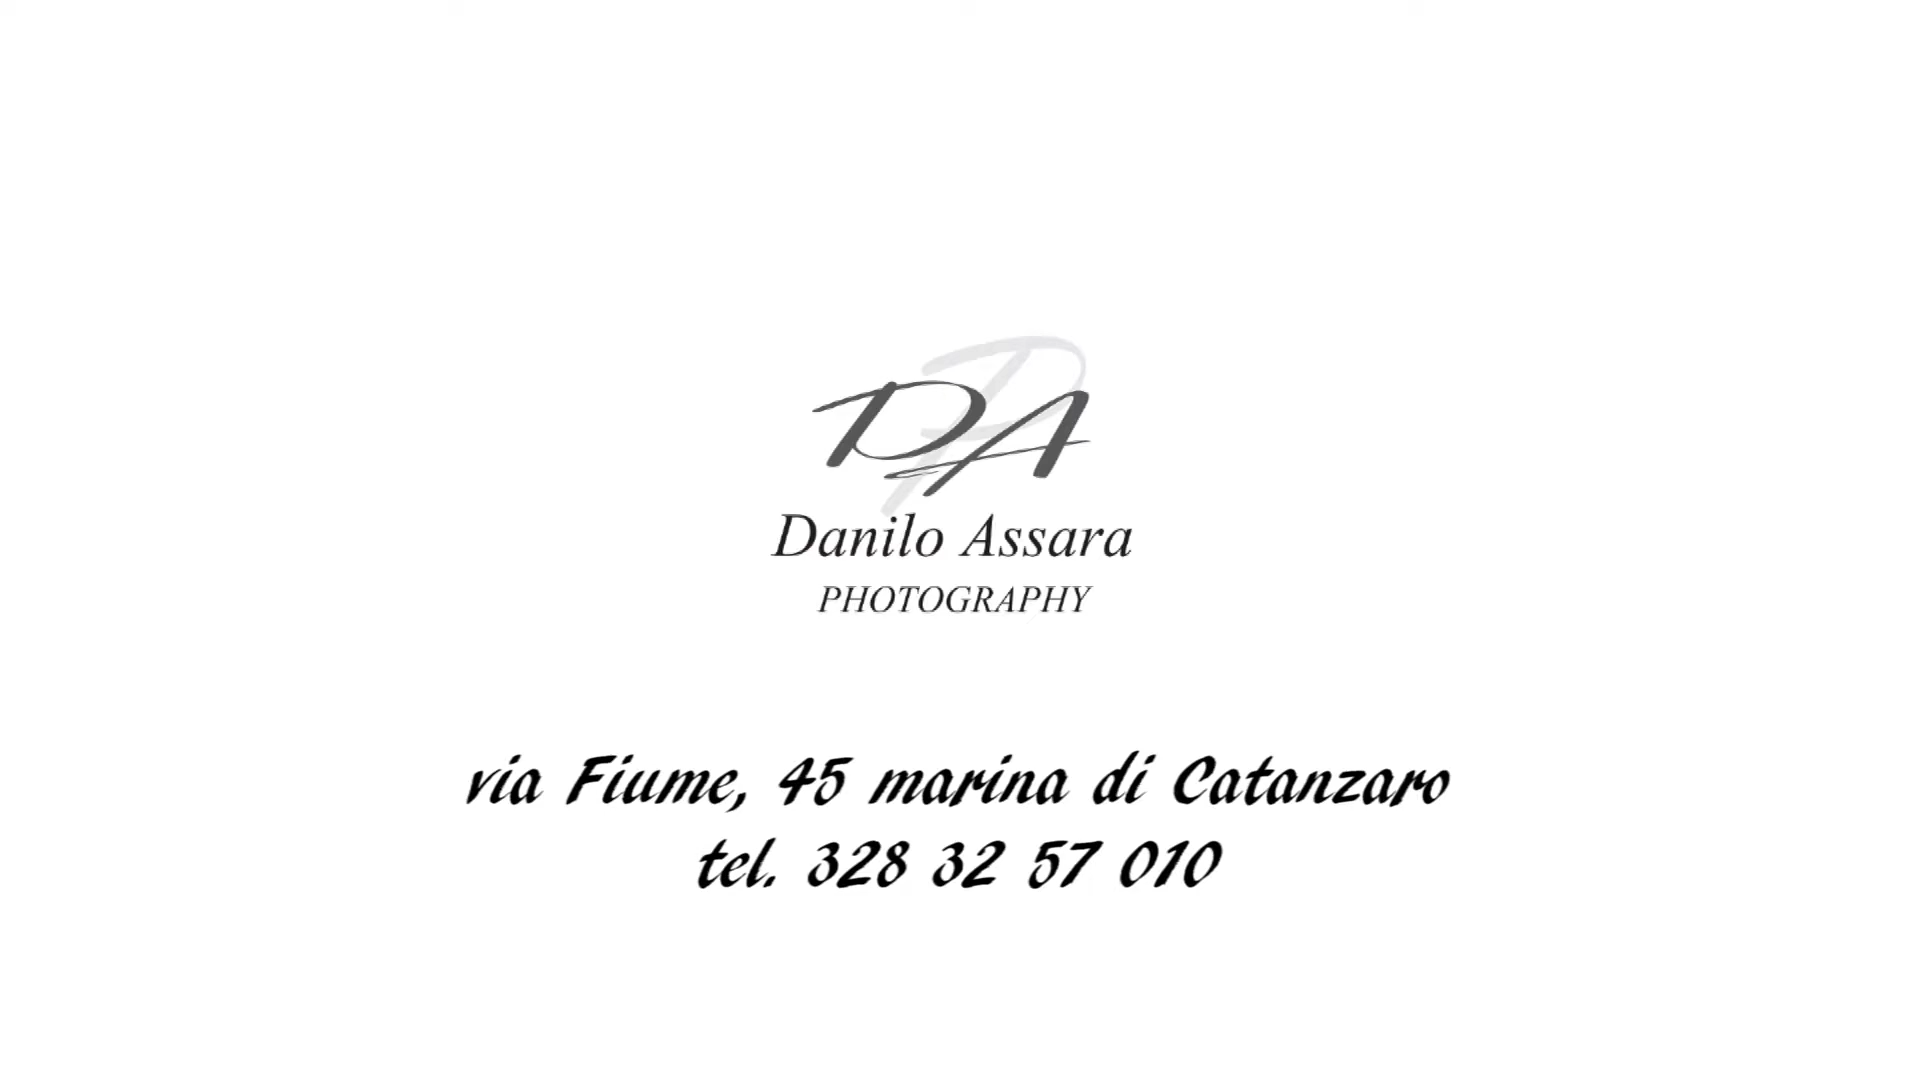 DA
Danilo Assara
PHOTOGRAPHY
via Fiume, 45 marina di Catanzaro
tel. 328 32 57 010